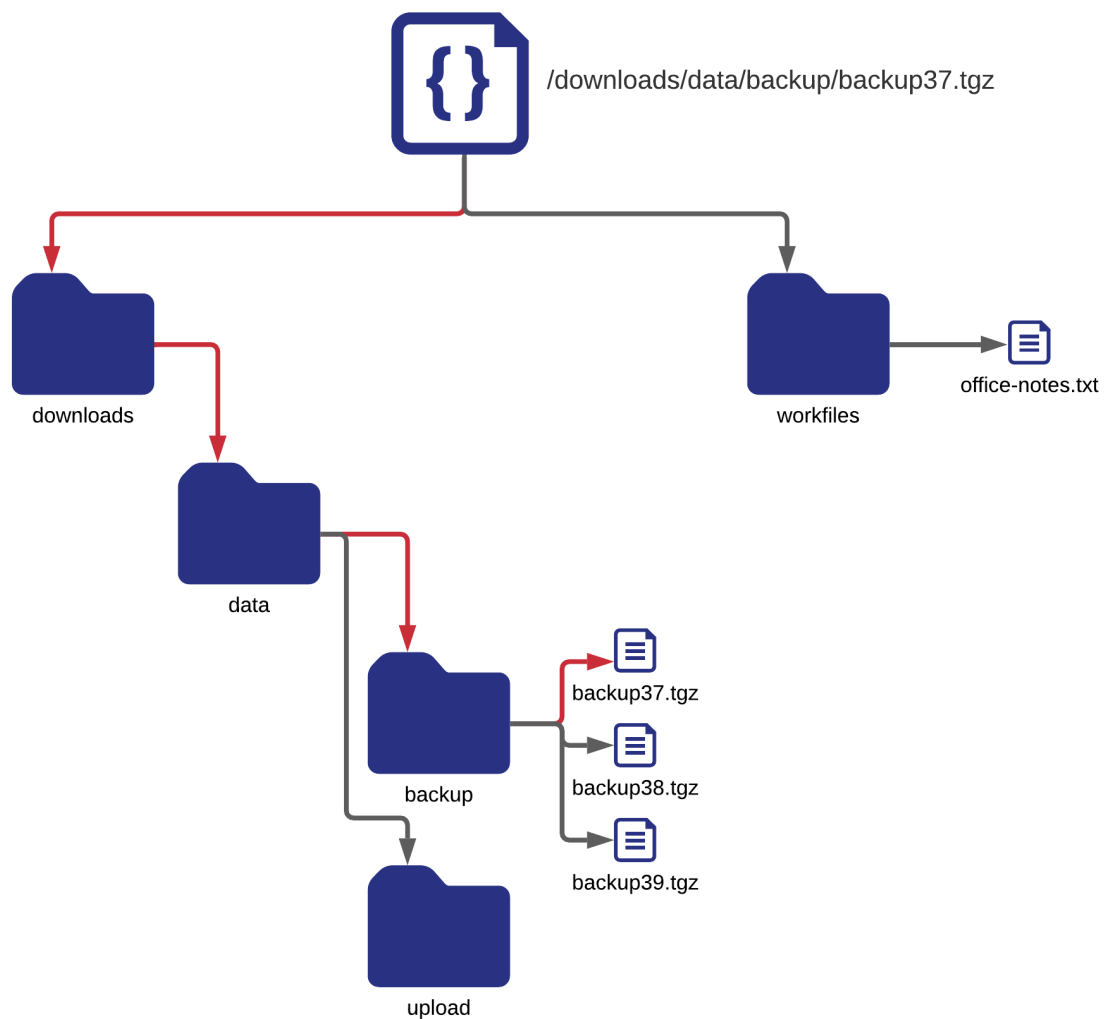 {}
/downloads/data/backup/backup37.tgz
downloads
workfiles
office-notes.txt
data
backup
backup37.tgz
backup38.tgz
backup39.tgz
upload